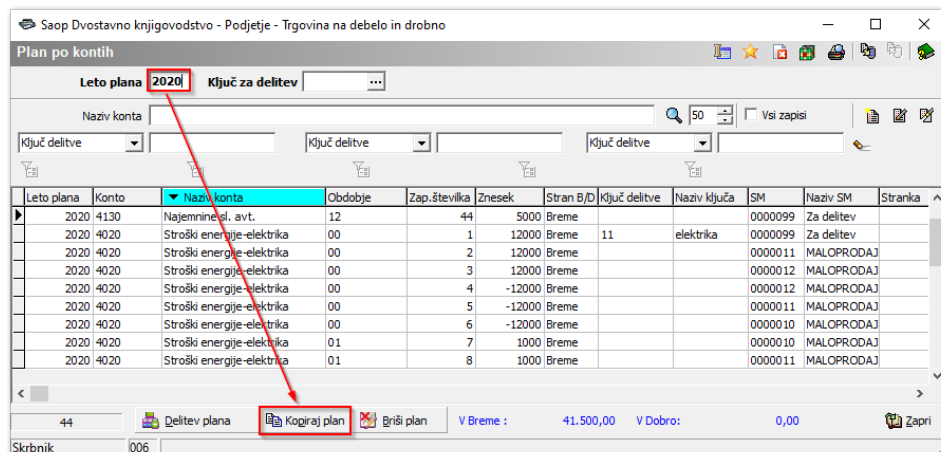 Saop Dvostavno knjigovodstvo - Podjetje - Trgovina na debelo in drobno
Plan po kontih
Leto plana 2020 Ključ za delitev ...
Naziv konta 50 Vsi zapisi
Ključ delitve Ključ delitve Ključ delitve
Leto plana Konto Naziv konta Obdobje Zap.številka Znesek Stran B/D Ključ delitve Naziv ključa SM Naziv SM Stranka
2020 4130 Najemnine sl. avt. 12 44 5000 Breme 0000099 Za delitev
2020 4020 Stroški energije-elektrika 00 1 12000 Breme 11 elektrika 0000099 Za delitev
2020 4020 Stroški energije-elektrika 00 2 12000 Breme 0000011 MALOPRODAJ
2020 4020 Stroški energije-elektrika 00 3 12000 Breme 0000012 MALOPRODAJ
2020 4020 Stroški energije-elektrika 00 4 -12000 Breme 0000012 MALOPRODAJ
2020 4020 Stroški energije-elektrika 00 5 -12000 Breme 0000011 MALOPRODAJ
2020 4020 Stroški energije-elektrika 00 6 -12000 Breme 0000010 MALOPRODAJ
2020 4020 Stroški energije-elektrika 01 7 1000 Breme 0000010 MALOPRODAJ
2020 4020 Stroški energije-elektrika 01 8 1000 Breme 0000011 MALOPRODAJ
44 Delitev plana Kopiraj plan Briši plan V Breme : 41.500,00 V Dobro: 0,00 Zapri
Skrbnik 006